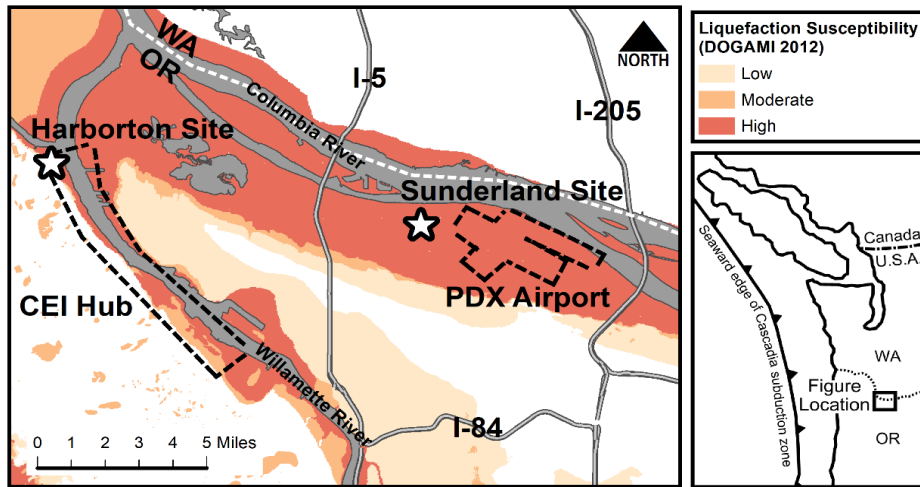 WA
OR
I-5
NORTH
I-205
Columbia River
Harborton Site
Sunderland Site
PDX Airport
CEI Hub
Willamette River
I-84
0 1 2 3 4 5 Miles
Liquefaction Susceptibility
(DOGAMI 2012)
Low
Moderate
High
Canada
U.S.A.
Seaward edge of Cascadia subduction zone
WA
Figure
Location
OR